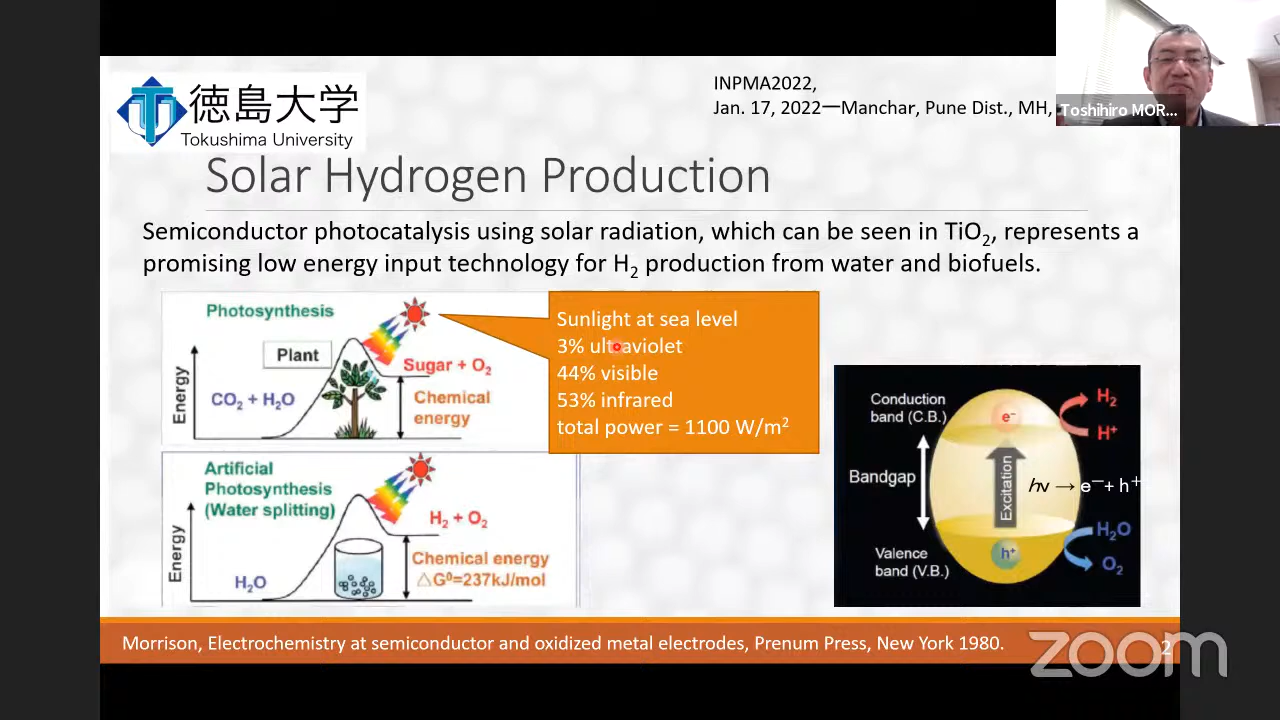 徳島大学
Tokushima University
INPMA2022,
Jan. 17, 2022—Manchar, Pune Dist., MH,
Toshihiro MOR...
Solar Hydrogen Production
Semiconductor photocatalysis using solar radiation, which can be seen in TiO₂, represents a
promising low energy input technology for H₂ production from water and biofuels.
Photosynthesis
Plant
Energy
CO₂ + H₂O
Sugar + O₂
Chemical
energy
Sunlight at sea level
3% ultraviolet
44% visible
53% infrared
total power = 1100 W/m²
Artificial
Photosynthesis
(Water splitting)
Energy
H₂O
H₂ + O₂
Chemical energy
△G⁰=237kJ/mol
Conduction
band (C.B.)
e⁻
H₂
H⁺
Bandgap
Excitation
hν → e⁻+ h⁺
Valence
band (V.B.)
h⁺
H₂O
O₂
Morrison, Electrochemistry at semiconductor and oxidized metal electrodes, Prenum Press, New York 1980.
2
zoom